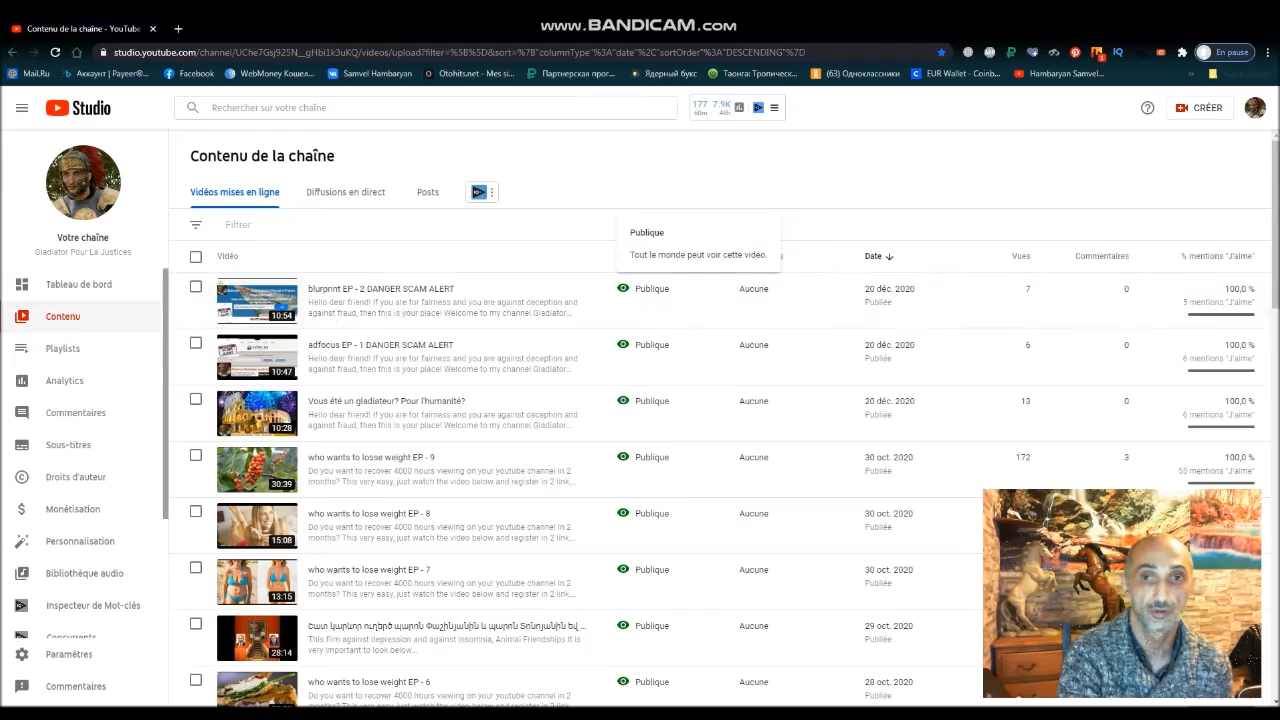 www.BANDICAM.com
Contenu de la chaîne - YouTube
studio.youtube.com/channel/UChe7Gsj925N__gHbi1k3uKQ/videos/upload?filter=%5B%5D&sort=%7B"columnType"%3A"date"%2C"sortOrder"%3A"DESCENDING"%7D
IQ
1
En pause
Mail.Ru
Аккаунт | Payeer®...
Facebook
WebMoney Кошел...
Samvel Hambaryan
Otohits.net - Mes si...
Партнерская прог...
Ядерный букс
Таонга: Тропическ...
(63) Одноклассники
EUR Wallet - Coinb...
Hambaryan Samvel...
Studio
Rechercher sur votre chaîne
177 7.9K
60m 48h
CRÉER
Votre chaîne
Gladiator Pour La Justices
Tableau de bord
Contenu
Playlists
Analytics
Commentaires
Sous-titres
Droits d'auteur
Monétisation
Personnalisation
Bibliothèque audio
Inspecteur de Mot-clés
Concurrents
Paramètres
Commentaires
Contenu de la chaîne
Vidéos mises en ligne
Diffusions en direct
Posts
Filtrer
Publique
Tout le monde peut voir cette vidéo.
Vidéo
Date
Vues
Commentaires
% mentions "J'aime"
10:54
blurprint EP - 2 DANGER SCAM ALERT
Hello dear friend! If you are for fairness and you are against deception and
against fraud, then this is your place! Welcome to my channel Gladiator...
Publique
Aucune
20 déc. 2020
Publiée
7
0
100,0 %
5 mentions "J'aime"
10:47
adfocus EP - 1 DANGER SCAM ALERT
Hello dear friend! If you are for fairness and you are against deception and
against fraud, then this is your place! Welcome to my channel Gladiator...
Publique
Aucune
20 déc. 2020
Publiée
6
0
100,0 %
6 mentions "J'aime"
10:28
Vous été un gladiateur? Pour l'humanité?
Hello dear friend! If you are for fairness and you are against deception and
against fraud, then this is your place! Welcome to my channel Gladiator...
Publique
Aucune
20 déc. 2020
Publiée
13
0
100,0 %
6 mentions "J'aime"
30:39
who wants to losse weight EP - 9
Do you want to recover 4000 hours viewing on your youtube channel in 2
months? This very easy, just watch the video below and register in 2 link,...
Publique
Aucune
30 oct. 2020
Publiée
172
3
100,0 %
55 mentions "J'aime"
15:08
who wants to lose weight EP - 8
Do you want to recover 4000 hours viewing on your youtube channel in 2
months? This very easy, just watch the video below and register in 2 link,...
Publique
Aucune
30 oct. 2020
Publiée
13:15
who wants to lose weight EP - 7
Do you want to recover 4000 hours viewing on your youtube channel in 2
months? This very easy, just watch the video below and register in 2 link,...
Publique
Aucune
30 oct. 2020
Publiée
28:14
Շատ կարևոր ուղերծ պարոն Փաշինյանին և պարոն Տոնոյանին եվ ...
This film against depression and against insomnia, Animal Friendships It is
very important to look below...
Publique
Aucune
29 oct. 2020
Publiée
who wants to lose weight EP - 6
Do you want to recover 4000 hours viewing on your youtube channel in 2
Publique
Aucune
28 oct. 2020
Publiée